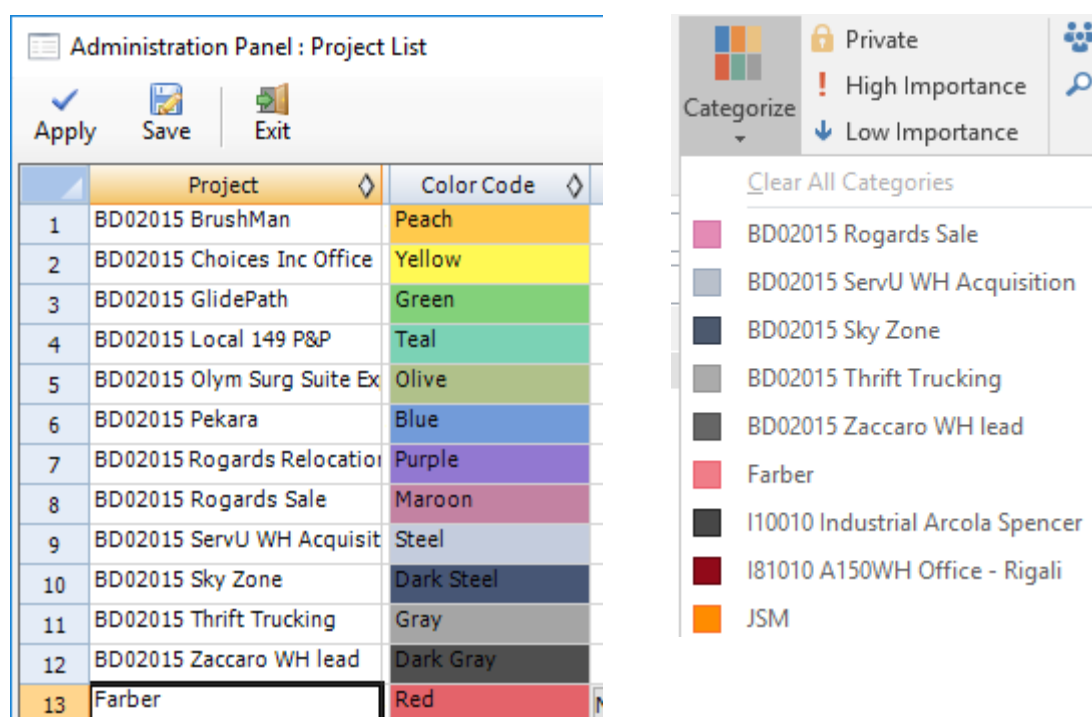 Administration Panel : Project List
Apply Save Exit
Project Color Code
1 BD02015 BrushMan Peach
2 BD02015 Choices Inc Office Yellow
3 BD02015 GlidePath Green
4 BD02015 Local 149 P&P Teal
5 BD02015 Olym Surg Suite Ex Olive
6 BD02015 Pekara Blue
7 BD02015 Rogards Relocation Purple
8 BD02015 Rogards Sale Maroon
9 BD02015 ServU WH Acquisit Steel
10 BD02015 Sky Zone Dark Steel
11 BD02015 Thrift Trucking Gray
12 BD02015 Zaccaro WH lead Dark Gray
13 Farber Red
Categorize
Private
High Importance
Low Importance
Clear All Categories
BD02015 Rogards Sale
BD02015 ServU WH Acquisition
BD02015 Sky Zone
BD02015 Thrift Trucking
BD02015 Zaccaro WH lead
Farber
I10010 Industrial Arcola Spencer
I81010 A150WH Office - Rigali
JSM